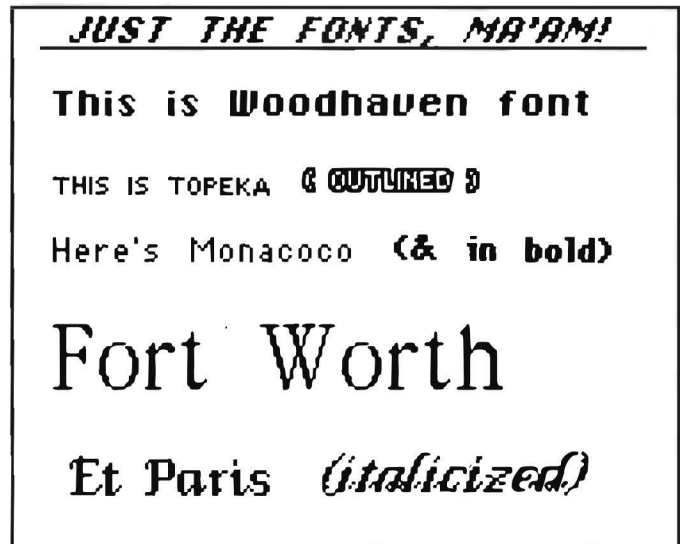 JUST THE FONTS, MA'AM!
This is Woodhaven font
THIS IS TOPEKA (OUTLINED)
Here's Monacoco (& in bold)
Fort Worth
Et Paris (italicized)